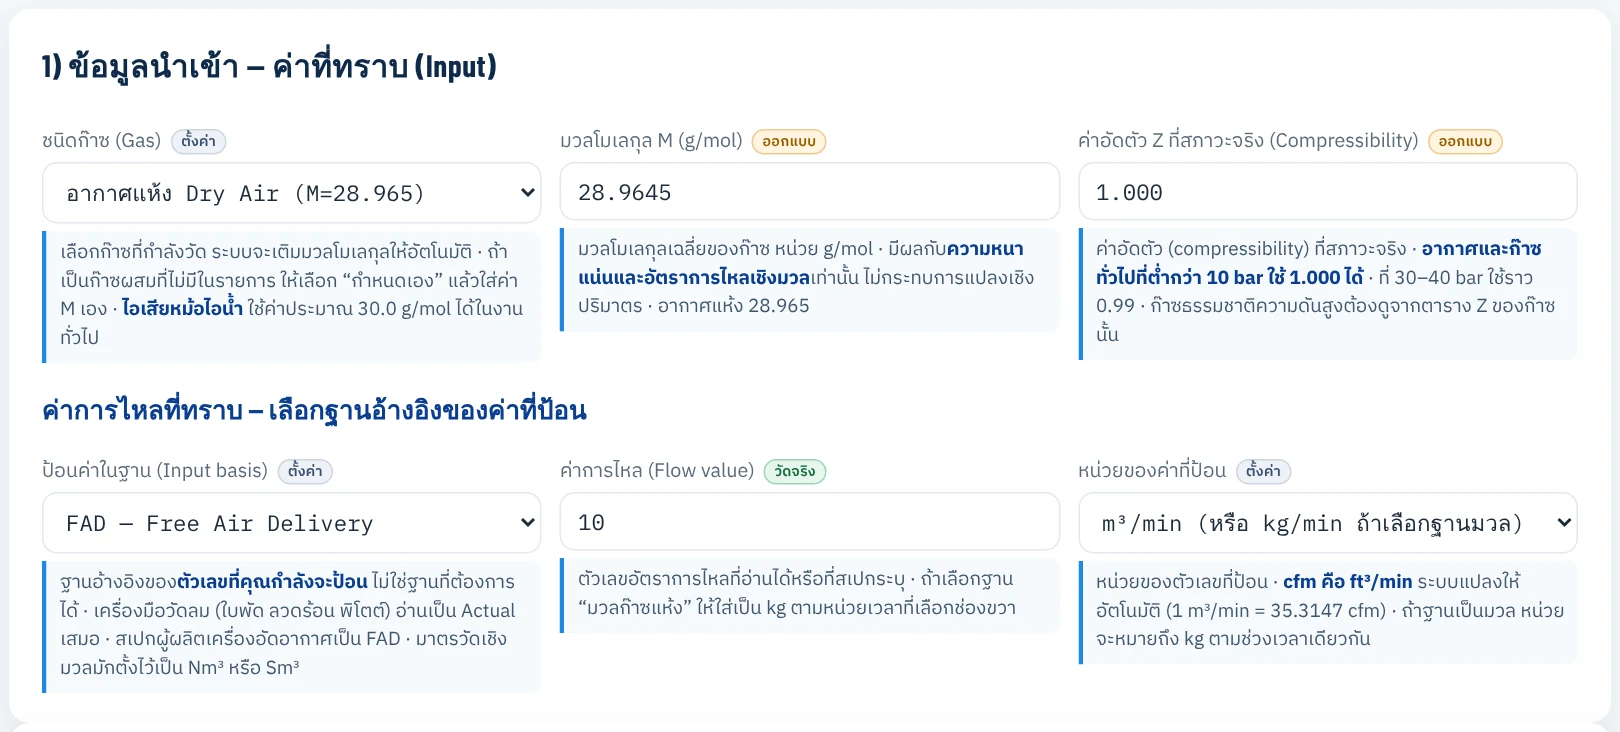 1) ข้อมูลนำเข้า – ค่าที่ทราบ (Input)
ชนิดก๊าซ (Gas) ตั้งค่า
อากาศแห้ง Dry Air (M=28.965)
เลือกก๊าซที่กำลังวัด ระบบจะเติมมวลโมเลกุลให้อัตโนมัติ · ถ้า
เป็นก๊าซผสมที่ไม่มีในรายการ ให้เลือก “กำหนดเอง” แล้วใส่ค่า
M เอง · ไอเสียหม้อไอน้ำ ใช้ค่าประมาณ 30.0 g/mol ได้ในงาน
ทั่วไป
มวลโมเลกุล M (g/mol) ออกแบบ
28.9645
มวลโมเลกุลเฉลี่ยของก๊าซ หน่วย g/mol · มีผลกับความหนา
แน่นและอัตราการไหลเชิงมวลเท่านั้น ไม่กระทบการแปลงเชิง
ปริมาตร · อากาศแห้ง 28.965
ค่าอัดตัว Z ที่สภาวะจริง (Compressibility) ออกแบบ
1.000
ค่าอัดตัว (compressibility) ที่สภาวะจริง · อากาศและก๊าซ
ทั่วไปที่ต่ำกว่า 10 bar ใช้ 1.000 ได้ · ที่ 30–40 bar ใช้ราว
0.99 · ก๊าซธรรมชาติความดันสูงต้องดูจากตาราง Z ของก๊าซ
นั้น
ค่าการไหลที่ทราบ – เลือกฐานอ้างอิงของค่าที่ป้อน
ป้อนค่าในฐาน (Input basis) ตั้งค่า
FAD — Free Air Delivery
ฐานอ้างอิงของตัวเลขที่คุณกำลังจะป้อน ไม่ใช่ฐานที่ต้องการ
ได้ · เครื่องมือวัดลม (ใบพัด ลวดร้อน พิโตต์) อ่านเป็น Actual
เสมอ · สเปกผู้ผลิตเครื่องอัดอากาศเป็น FAD · มาตรวัดเชิง
มวลมักตั้งไว้เป็น Nm³ หรือ Sm³
ค่าการไหล (Flow value) วัดจริง
10
ตัวเลขอัตราการไหลที่อ่านได้หรือที่สเปกระบุ · ถ้าเลือกฐาน
“มวลก๊าซแห้ง” ให้ใส่เป็น kg ตามหน่วยเวลาที่เลือกช่องขวา
หน่วยของค่าที่ป้อน ตั้งค่า
m³/min (หรือ kg/min ถ้าเลือกฐานมวล)
หน่วยของตัวเลขที่ป้อน · cfm คือ ft³/min ระบบแปลงให้
อัตโนมัติ (1 m³/min = 35.3147 cfm) · ถ้าฐานเป็นมวล หน่วย
จะหมายถึง kg ตามช่วงเวลาเดียวกัน